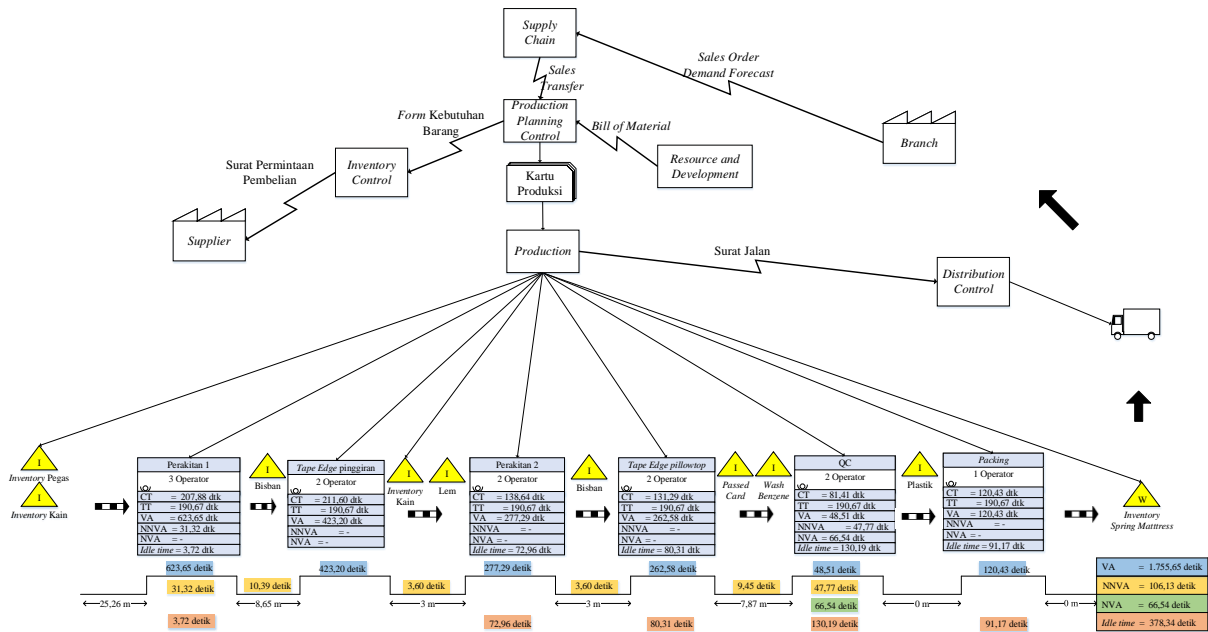 Supply
Chain
Sales Order
Demand Forecast
Sales
Transfer
Production
Planning
Control
Form Kebutuhan
Barang
Bill of Material
Branch
Inventory
Control
Resource and
Development
Surat Permintaan
Pembelian
Kartu
Produksi
Supplier
Production
Surat Jalan
Distribution
Control
I
Inventory Pegas
I
Inventory Kain
Perakitan 1
3 Operator
CT = 207,88 dtk
TT = 190,67 dtk
VA = 623,65 dtk
NNVA = 31,32 dtk
NVA = -
Idle time = 3,72 dtk
I
Bisban
Tape Edge pinggiran
2 Operator
CT = 211,60 dtk
TT = 190,67 dtk
VA = 423,20 dtk
NNVA = -
NVA = -
I
Inventory
Kain
I
Lem
Perakitan 2
2 Operator
CT = 138,64 dtk
TT = 190,67 dtk
VA = 277,29 dtk
NNVA = -
NVA = -
Idle time = 72,96 dtk
I
Bisban
Tape Edge pillowtop
2 Operator
CT = 131,29 dtk
TT = 190,67 dtk
VA = 262,58 dtk
NNVA = -
NVA = -
Idle time = 80,31 dtk
I
Passed
Card
I
Wash
Benzene
QC
2 Operator
CT = 81,41 dtk
TT = 190,67 dtk
VA = 48,51 dtk
NNVA = 47,77 dtk
NVA = 66,54 dtk
Idle time = 130,19 dtk
I
Plastik
Packing
1 Operator
CT = 120,43 dtk
TT = 190,67 dtk
VA = 120,43 dtk
NNVA = -
NVA = -
Idle time = 91,17 dtk
W
Inventory
Spring Mattress
623,65 detik
423,20 detik
277,29 detik
262,58 detik
48,51 detik
120,43 detik
31,32 detik
10,39 detik
3,60 detik
3,60 detik
9,45 detik
47,77 detik
25,26 m
8,65 m
3 m
3 m
7,87 m
66,54 detik
0 m
0 m
3,72 detik
72,96 detik
80,31 detik
130,19 detik
91,17 detik
VA = 1.755,65 detik
NNVA = 106,13 detik
NVA = 66,54 detik
Idle time = 378,34 detik